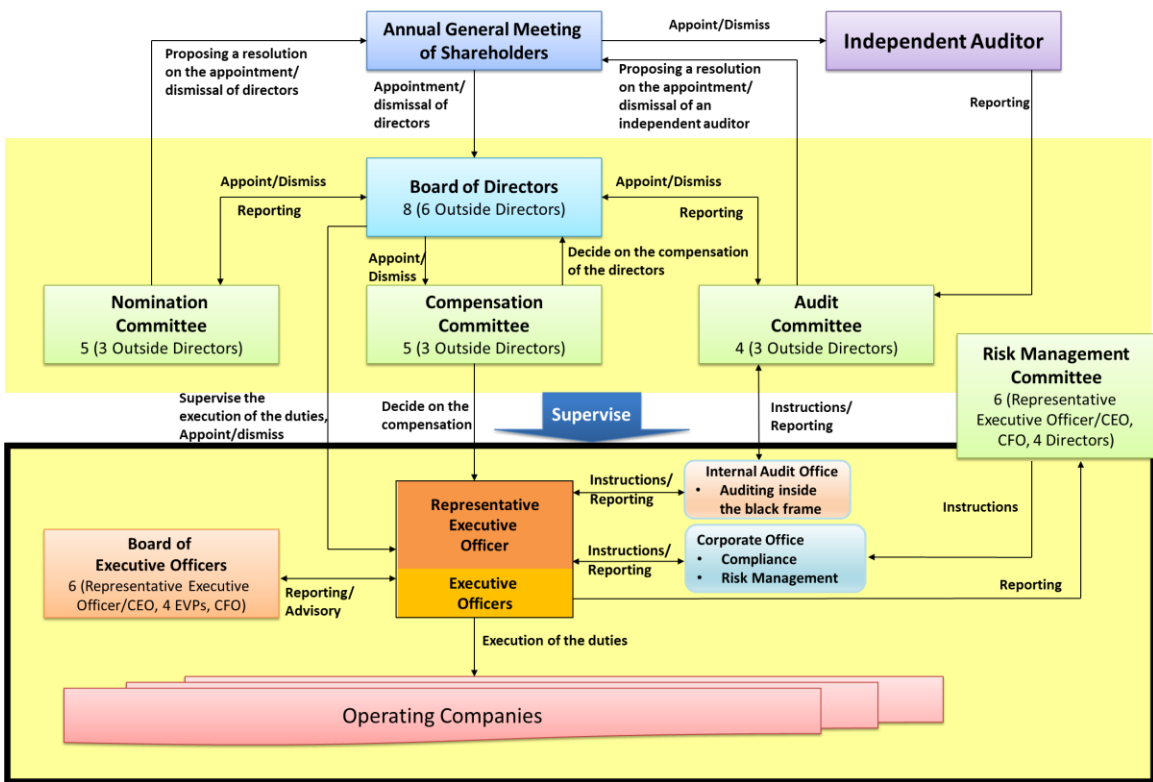 Annual General Meeting
of Shareholders
Appoint/Dismiss
Independent Auditor
Proposing a resolution
on the appointment/
dismissal of directors
Appointment/
dismissal of
directors
Proposing a resolution
on the appointment/
dismissal of an
independent auditor
Reporting
Board of Directors
8 (6 Outside Directors)
Appoint/Dismiss
Reporting
Appoint/Dismiss
Reporting
Appoint/
Dismiss
Decide on the compensation
of the directors
Nomination
Committee
5 (3 Outside Directors)
Compensation
Committee
5 (3 Outside Directors)
Audit
Committee
4 (3 Outside Directors)
Risk Management
Committee
6 (Representative
Executive Officer/CEO,
CFO, 4 Directors)
Supervise the
execution of the duties,
Appoint/dismiss
Decide on the
compensation
Supervise
Instructions/
Reporting
Internal Audit Office
• Auditing inside
the black frame
Instructions/
Reporting
Instructions
Representative
Executive
Officer
Corporate Office
• Compliance
• Risk Management
Instructions/
Reporting
Board of
Executive Officers
6 (Representative Executive
Officer/CEO, 4 EVPs, CFO)
Reporting/
Advisory
Executive
Officers
Reporting
Execution of the duties
Operating Companies